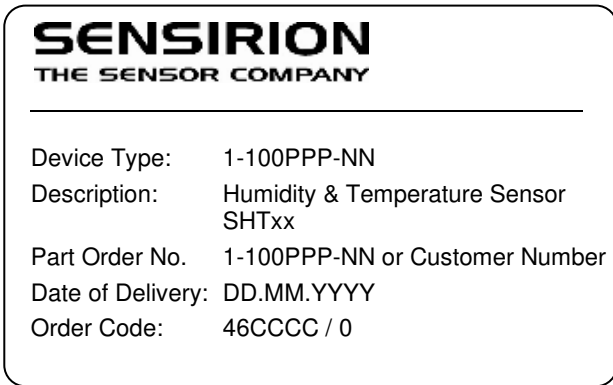 SENSIRION
THE SENSOR COMPANY
Device Type: 1-100PPP-NN
Description: Humidity & Temperature Sensor
SHTxx
Part Order No. 1-100PPP-NN or Customer Number
Date of Delivery: DD.MM.YYYY
Order Code: 46CCCC / 0